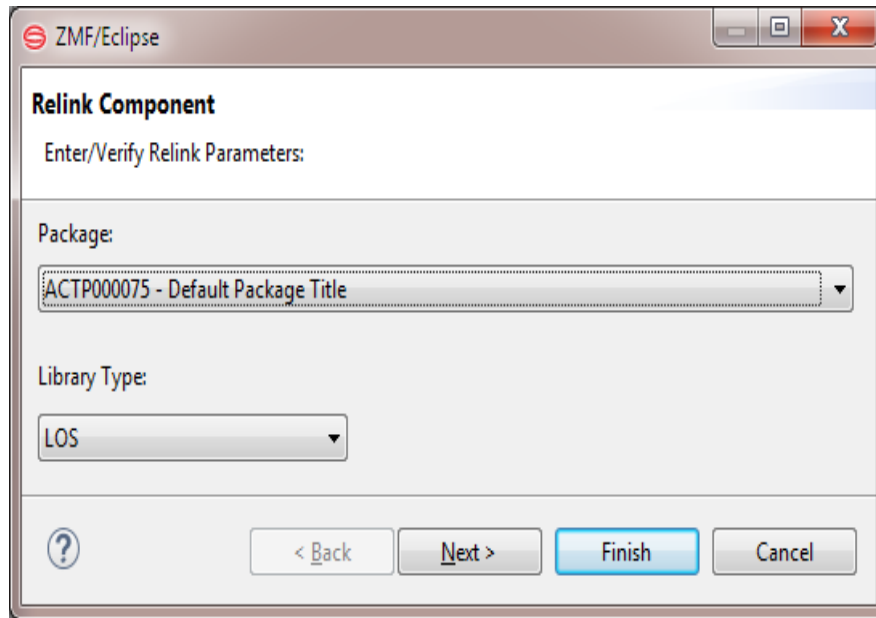 ZMF/Eclipse
Relink Component
Enter/Verify Relink Parameters:
Package:
ACTP000075 - Default Package Title
Library Type:
LOS
? < Back Next > Finish Cancel